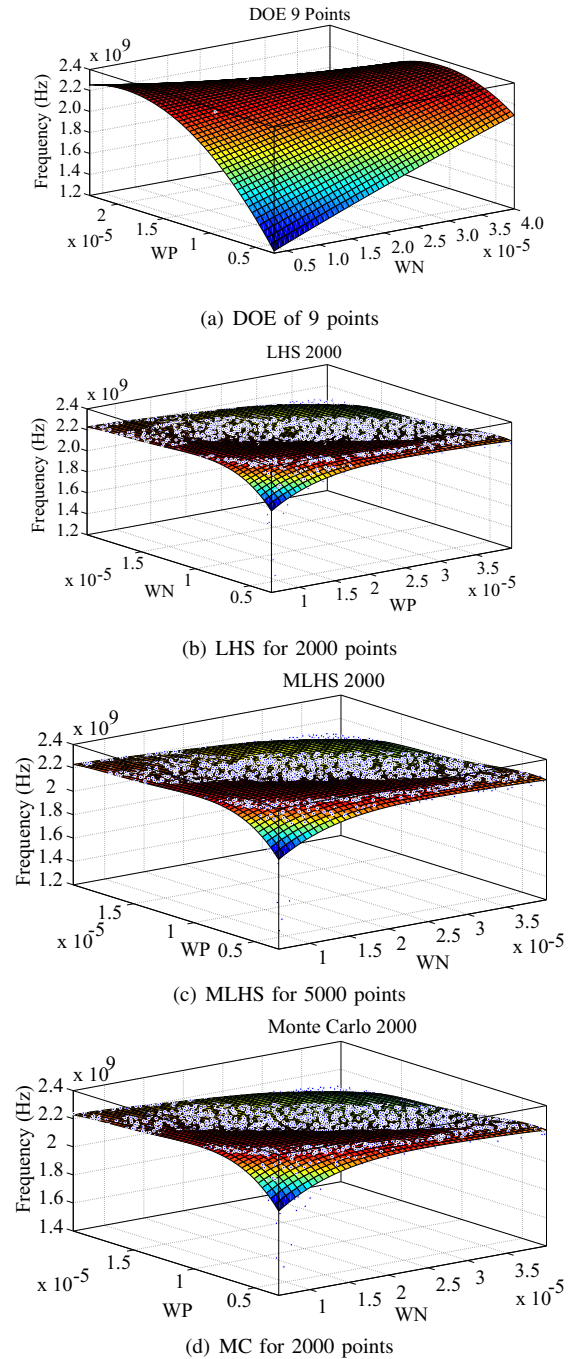 DOE 9 Points
x 10^9
2.4
2.2
2.0
1.8
1.6
1.4
1.2
Frequency (Hz)
2
1.5
1
0.5
x 10^-5
WP
0.5
1.0
1.5
2.0
2.5
3.0
3.5
4.0
x 10^-5
WN
(a) DOE of 9 points
LHS 2000
x 10^9
2.4
2.2
2.0
1.8
1.6
1.4
1.2
Frequency (Hz)
1.5
1
0.5
x 10^-5
WN
1
1.5
2
2.5
3
3.5
x 10^-5
WP
(b) LHS for 2000 points
MLHS 2000
x 10^9
2.4
2.2
2
1.8
1.6
1.4
1.2
Frequency (Hz)
1.5
1
0.5
x 10^-5
WP
1
1.5
2
2.5
3
3.5
x 10^-5
WN
(c) MLHS for 5000 points
Monte Carlo 2000
x 10^9
2.4
2.2
2
1.8
1.6
1.4
Frequency (Hz)
1.5
1
0.5
x 10^-5
WP
1
1.5
2
2.5
3
3.5
x 10^-5
WN
(d) MC for 2000 points